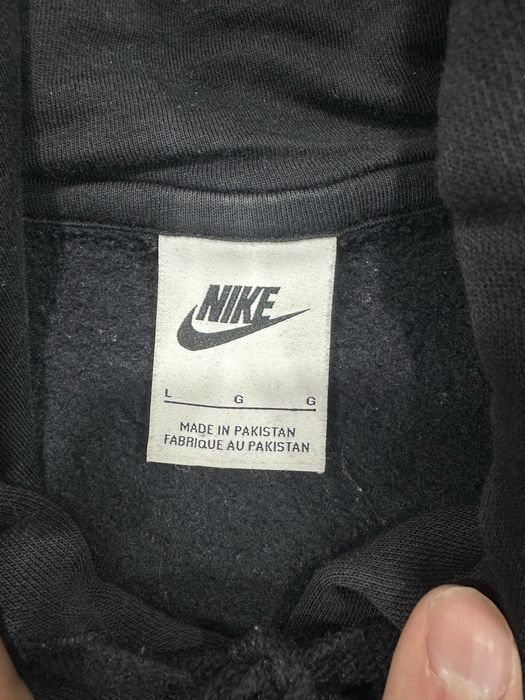 NIKE
L G G
MADE IN PAKISTAN
FABRIQUE AU PAKISTAN